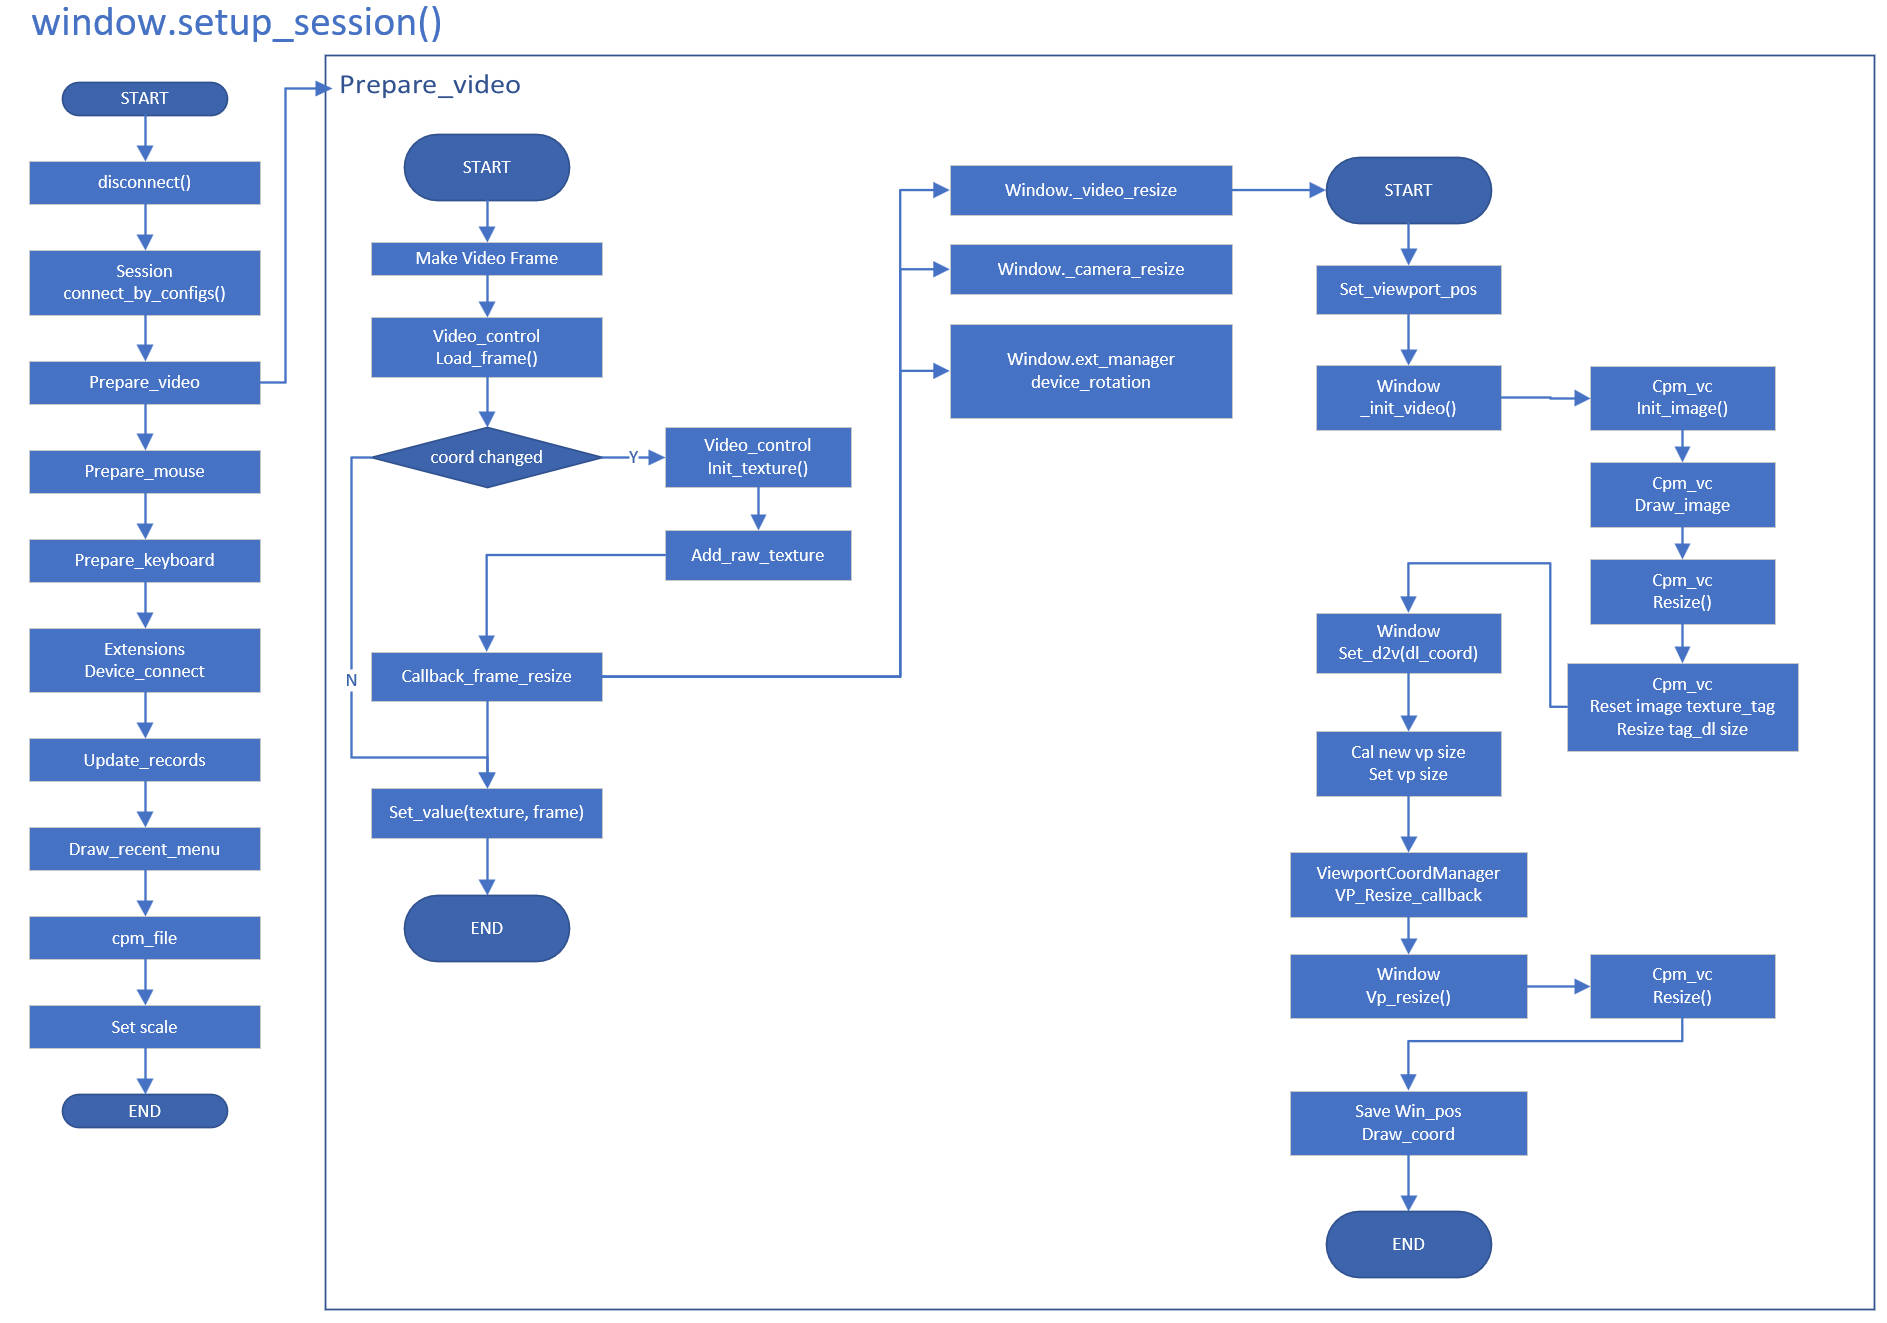 window.setup_session()
START
disconnect()
Session
connect_by_configs()
Prepare_video
Prepare_mouse
Prepare_keyboard
Extensions
Device_connect
Update_records
Draw_recent_menu
cpm_file
Set scale
END
Prepare_video
START
Make Video Frame
Video_control
Load_frame()
coord changed
Y
N
Video_control
Init_texture()
Add_raw_texture
Callback_frame_resize
Set_value(texture, frame)
END
Window._video_resize
Window._camera_resize
Window.ext_manager
device_rotation
START
Set_viewport_pos
Window
_init_video()
Cpm_vc
Init_image()
Cpm_vc
Draw_image
Cpm_vc
Resize()
Cpm_vc
Reset image texture_tag
Resize tag_dl size
Window
Set_d2v(dl_coord)
Cal new vp size
Set vp size
ViewportCoordManager
VP_Resize_callback
Window
Vp_resize()
Cpm_vc
Resize()
Save Win_pos
Draw_coord
END